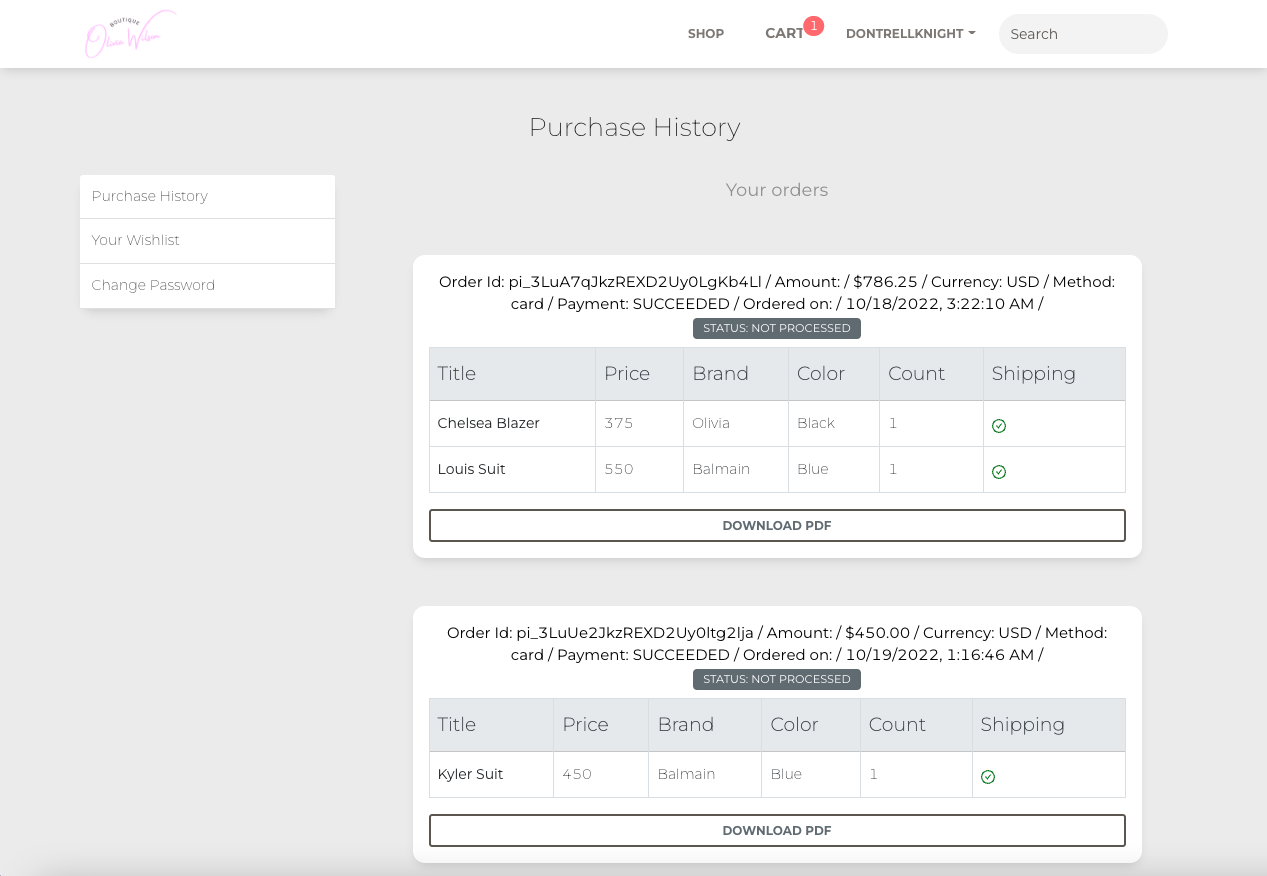 BOUTIQUE
Olivia Wilson
SHOP
CART 1
DONTRELLKNIGHT
Search
Purchase History
Purchase History
Your Wishlist
Change Password
Your orders
Order Id: pi_3LuA7qJkzREXD2Uy0LgKb4Ll / Amount: / $786.25 / Currency: USD / Method:
card / Payment: SUCCEEDED / Ordered on: / 10/18/2022, 3:22:10 AM /
STATUS: NOT PROCESSED
Title Price Brand Color Count Shipping
Chelsea Blazer 375 Olivia Black 1
Louis Suit 550 Balmain Blue 1
DOWNLOAD PDF
Order Id: pi_3LuUe2JkzREXD2Uy0ltg2lja / Amount: / $450.00 / Currency: USD / Method:
card / Payment: SUCCEEDED / Ordered on: / 10/19/2022, 1:16:46 AM /
STATUS: NOT PROCESSED
Title Price Brand Color Count Shipping
Kyler Suit 450 Balmain Blue 1
DOWNLOAD PDF